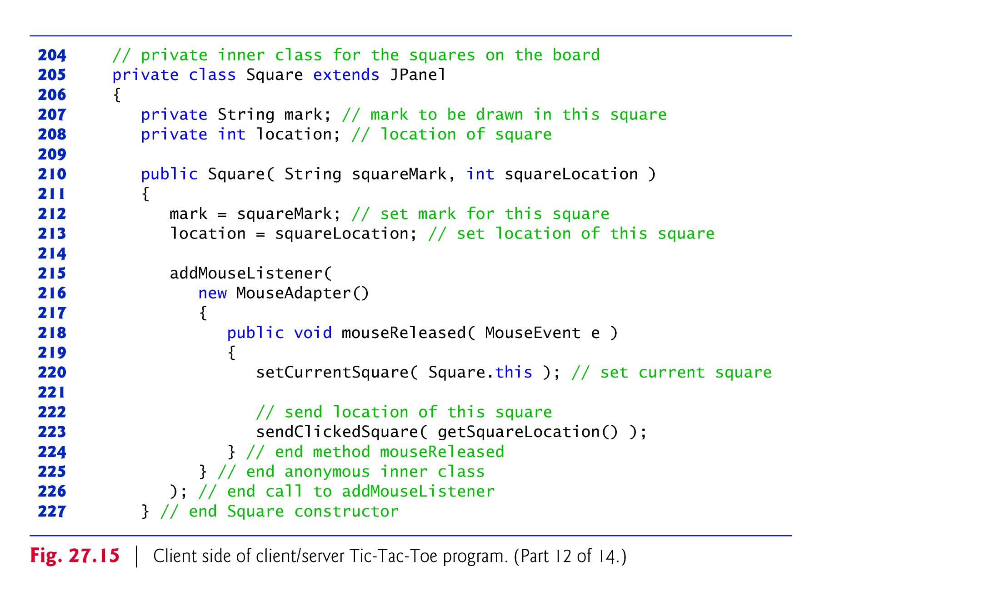 204 // private inner class for the squares on the board
205 private class Square extends JPanel
206 {
207 private String mark; // mark to be drawn in this square
208 private int location; // location of square
209
210 public Square( String squareMark, int squareLocation )
211 {
212 mark = squareMark; // set mark for this square
213 location = squareLocation; // set location of this square
214
215 addMouseListener(
216 new MouseAdapter()
217 {
218 public void mouseReleased( MouseEvent e )
219 {
220 setCurrentSquare( Square.this ); // set current square
221
222 // send location of this square
223 sendClickedSquare( getSquareLocation() );
224 } // end method mouseReleased
225 } // end anonymous inner class
226 ); // end call to addMouseListener
227 } // end Square constructor
Fig. 27.15 | Client side of client/server Tic-Tac-Toe program. (Part 12 of 14.)